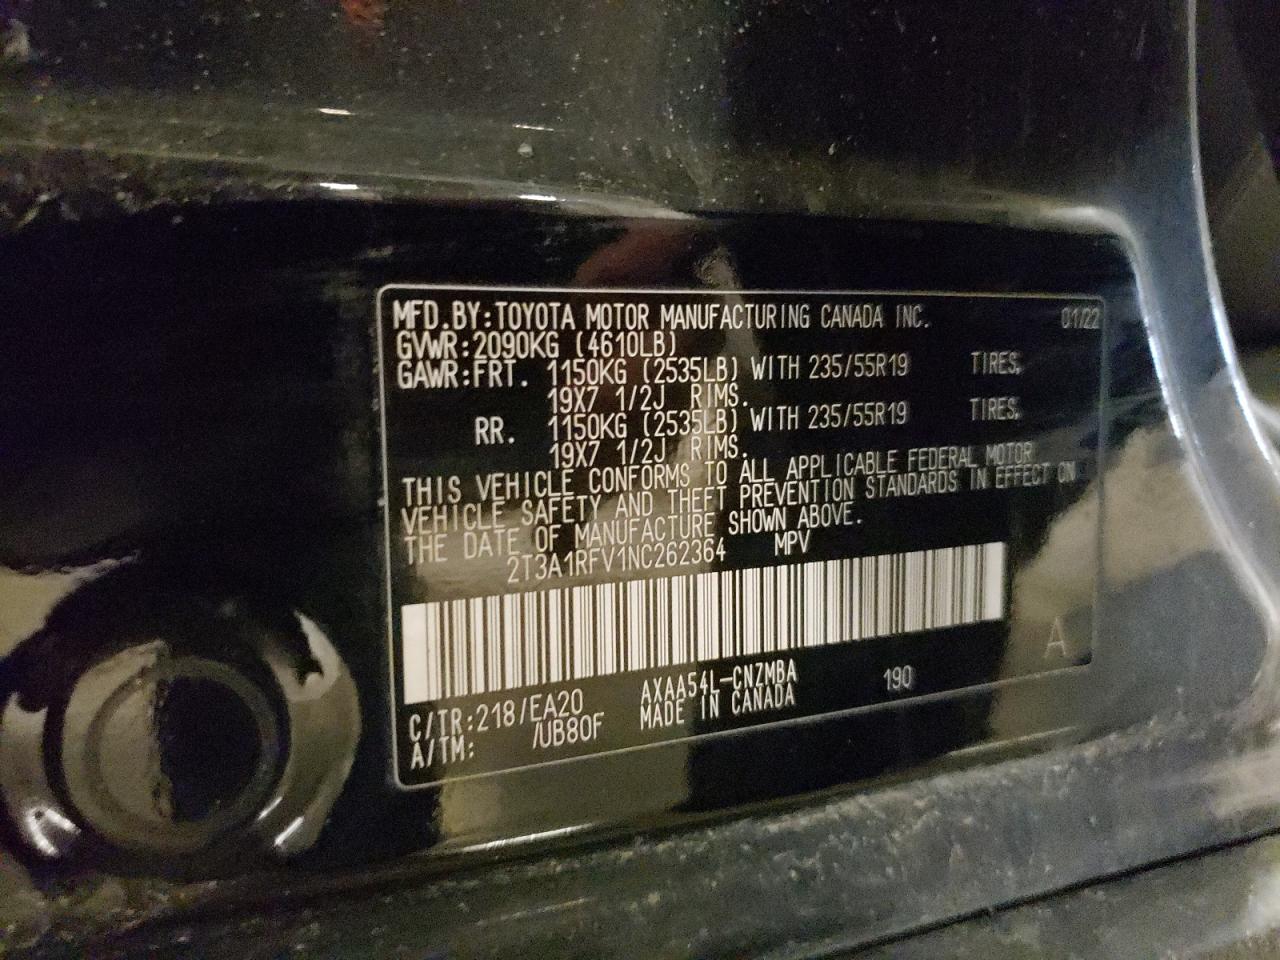 MFD.BY:TOYOTA MOTOR MANUFACTURING CANADA INC. 01/22
GVWR:2090KG (4610LB)
GAWR:FRT. 1150KG (2535LB) WITH 235/55R19 TIRES,
19X7 1/2J RIMS.
RR. 1150KG (2535LB) WITH 235/55R19 TIRES,
19X7 1/2J RIMS.
THIS VEHICLE CONFORMS TO ALL APPLICABLE FEDERAL MOTOR
VEHICLE SAFETY AND THEFT PREVENTION STANDARDS IN EFFECT ON
THE DATE OF MANUFACTURE SHOWN ABOVE.
2T3A1RFV1NC262364 MPV
A
C/TR:218/EA20 AXAA54L-CNZMBA 190
A/TM: /UB80F MADE IN CANADA